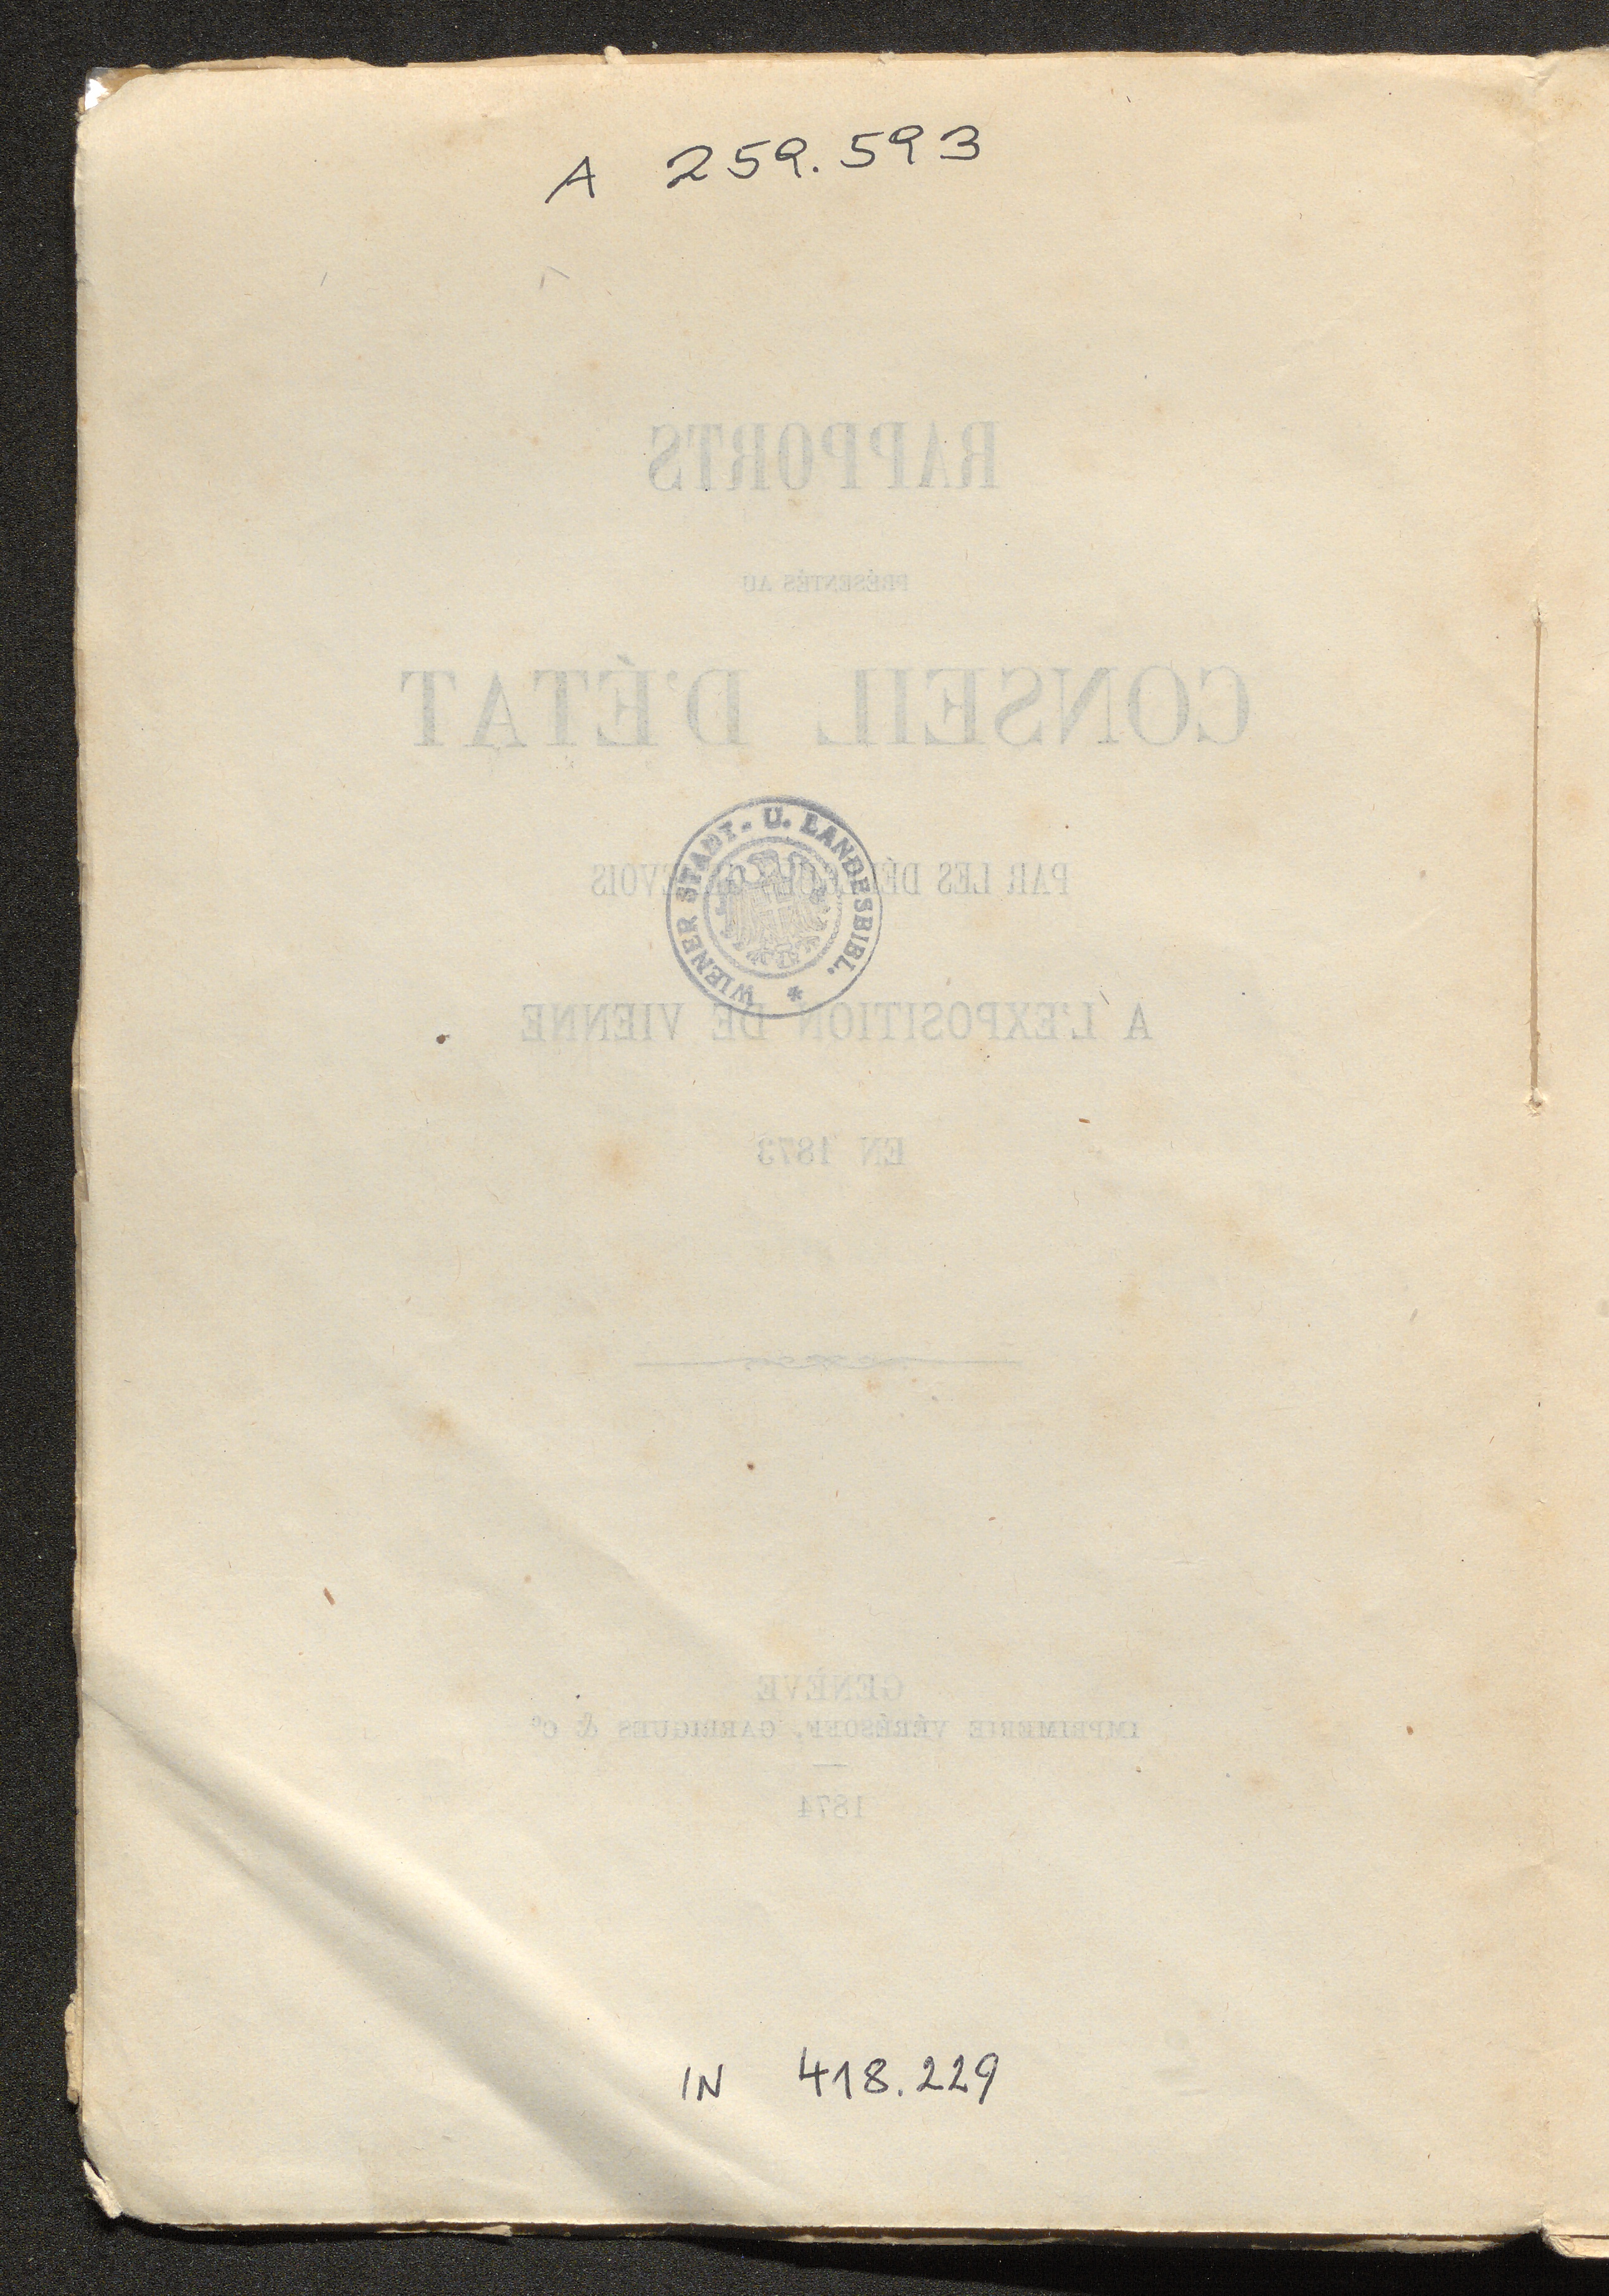 A 259.593
RAPPORTS
PRÉSENTÉS AU
CONSEIL D'ÉTAT
WIENER STADT- U. LANDESBIBL. *
PAR LES
A L'EXPOSITION DE VIENNE
EN 1873
GENÈVE
IMPRIMERIE VÉRÉSOFF, GARRIGUES & Cᵉ
1874
IN 418.229